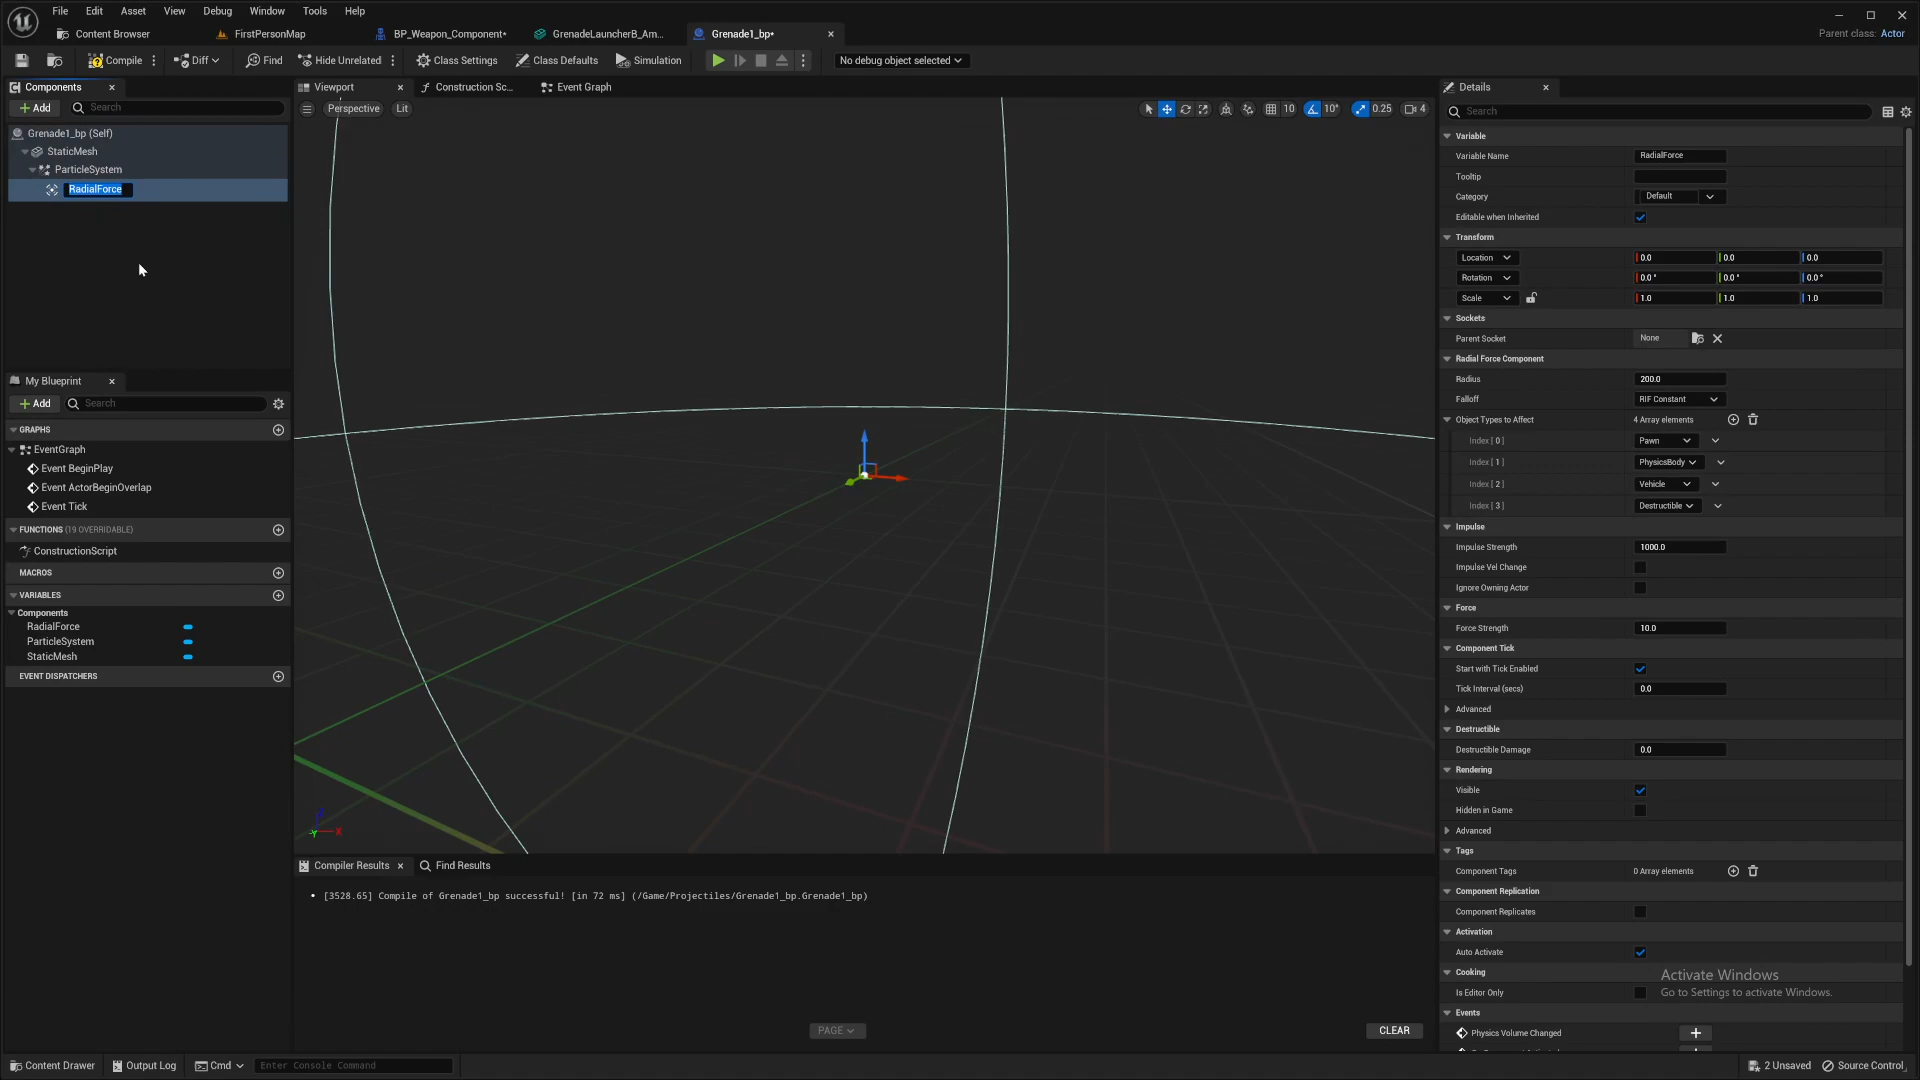 File Edit Asset View Debug Window Tools Help
Content Browser FirstPersonMap BP_Weapon_Component* GrenadeLauncherB_Am... Grenade1_bp*
Parent class: Actor
Compile Diff Find Hide Unrelated Class Settings Class Defaults Simulation No debug object selected
Components
Add Search
Grenade1_bp (Self)
StaticMesh
ParticleSystem
RadialForce
My Blueprint
Add Search
GRAPHS
EventGraph
Event BeginPlay
Event ActorBeginOverlap
Event Tick
FUNCTIONS (19 OVERRIDABLE)
ConstructionScript
MACROS
VARIABLES
Components
RadialForce
ParticleSystem
StaticMesh
EVENT DISPATCHERS
Viewport Construction Sc... Event Graph
Perspective Lit 10 10° 0.25 4
X
Y
Compiler Results Find Results
[3528.65] Compile of Grenade1_bp successful! [in 72 ms] (/Game/Projectiles/Grenade1_bp.Grenade1_bp)
PAGE CLEAR
Details
Search
Variable
Variable Name RadialForce
Tooltip
Category Default
Editable when Inherited
Transform
Location 0.0 0.0 0.0
Rotation 0.0 ° 0.0 ° 0.0 °
Scale 1.0 1.0 1.0
Sockets
Parent Socket None
Radial Force Component
Radius 200.0
Falloff RIF Constant
Object Types to Affect 4 Array elements
Index [ 0 ] Pawn
Index [ 1 ] PhysicsBody
Index [ 2 ] Vehicle
Index [ 3 ] Destructible
Impulse
Impulse Strength 1000.0
Impulse Vel Change
Ignore Owning Actor
Force
Force Strength 10.0
Component Tick
Start with Tick Enabled
Tick Interval (secs) 0.0
Advanced
Destructible
Destructible Damage 0.0
Rendering
Visible
Hidden in Game
Advanced
Tags
Component Tags 0 Array elements
Component Replication
Component Replicates
Activation
Auto Activate
Cooking
Is Editor Only
Events
Physics Volume Changed
Activate Windows
Go to Settings to activate Windows.
Content Drawer Output Log Cmd Enter Console Command 2 Unsaved Source Control